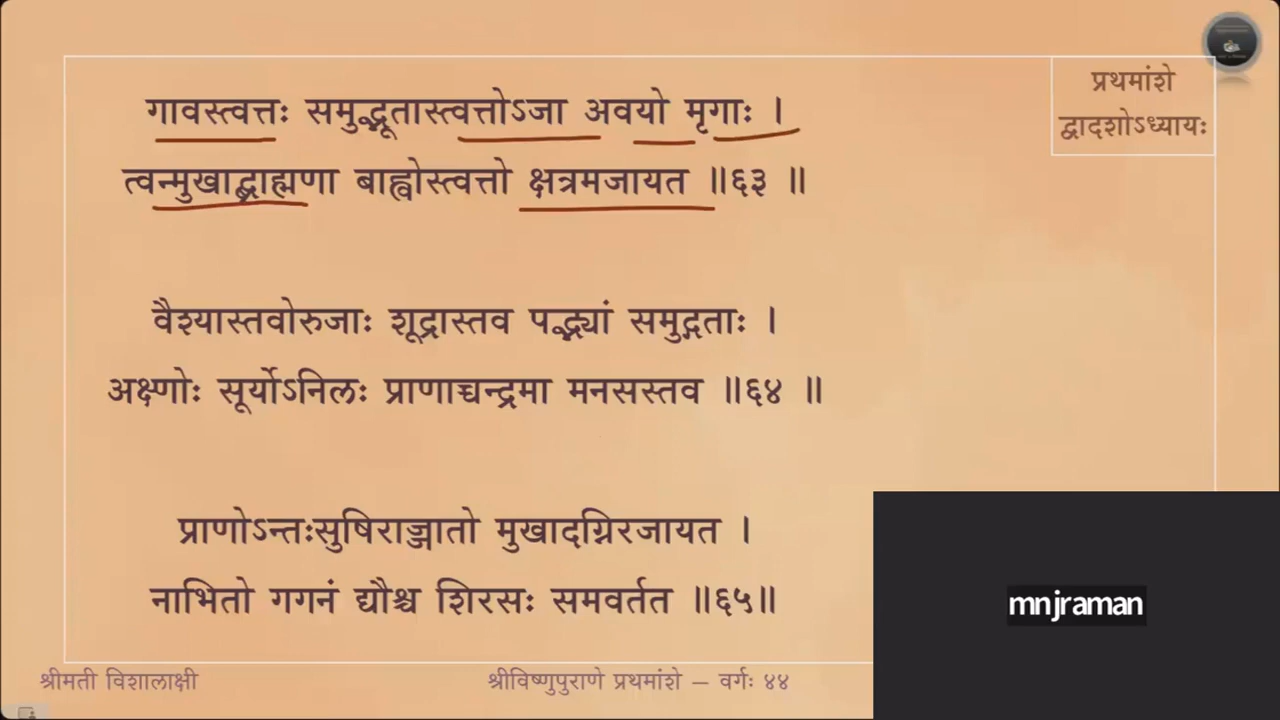 प्रथमांशे
द्वादशोऽध्यायः
गावस्त्वत्तः समुद्भूतास्त्वत्तोऽजा अवयो मृगाः ।
त्वन्मुखाद्ब्राह्मणा बाह्वोस्त्वत्तो क्षत्रमजायत ॥६३ ॥
वैश्यास्तवोरुजाः शूद्रास्तव पद्भ्यां समुद्गताः ।
अक्ष्णोः सूर्योऽनिलः प्राणाच्चन्द्रमा मनसस्तव ॥६४ ॥
प्राणोऽन्तःसुषिराज्जातो मुखादग्निरजायत ।
नाभितो गगनं द्यौश्च शिरसः समवर्तत ॥६५॥
mnjraman
श्रीमती विशालाक्षी
श्रीविष्णुपुराणे प्रथमांशे – वर्गः ४४